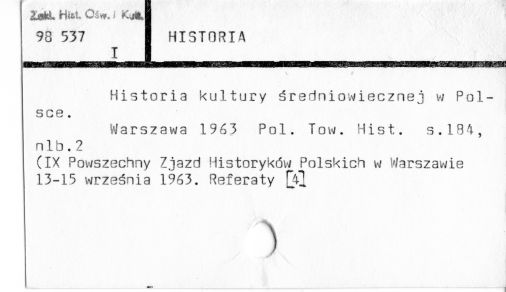 Zakł. Hist. Ośw. i Kult.
98 537
I
HISTORIA
Historia kultury średniowiecznej w Pol-
sce.
Warszawa 1963 Pol. Tow. Hist. s.184,
nlb.2
(IX Powszechny Zjazd Historyków Polskich w Warszawie
13-15 września 1963. Referaty [4]